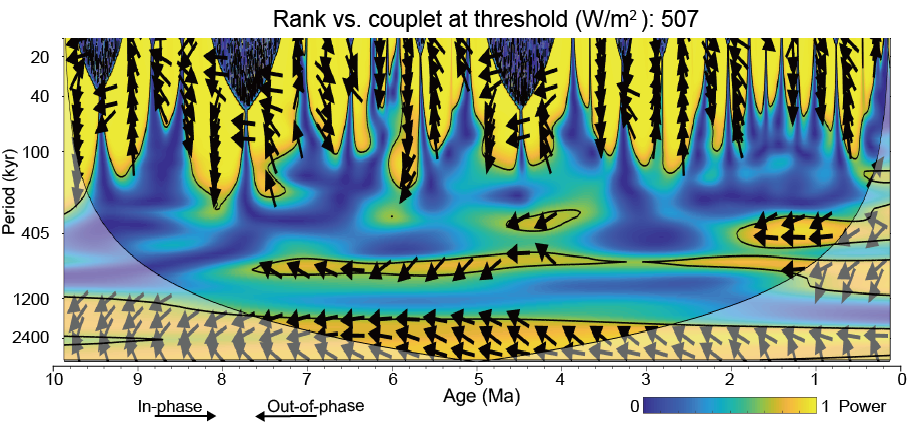 Rank vs. couplet at threshold (W/m²): 507
Period (kyr)
20
40
100
405
1200
2400
10 9 8 7 6 5 4 3 2 1 0
Age (Ma)
In-phase Out-of-phase
0 1 Power